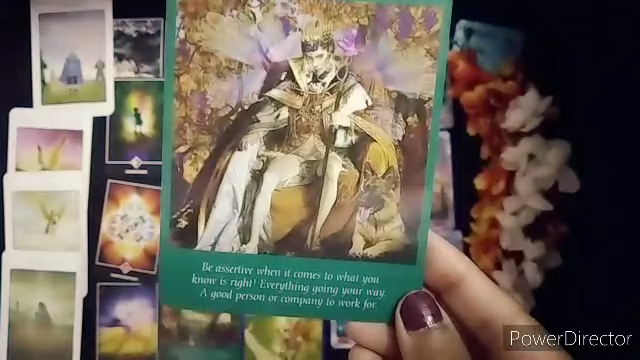 Be assertive when it comes to what you
know is right! Everything going your way.
A good person or company to work for.
PowerDirector